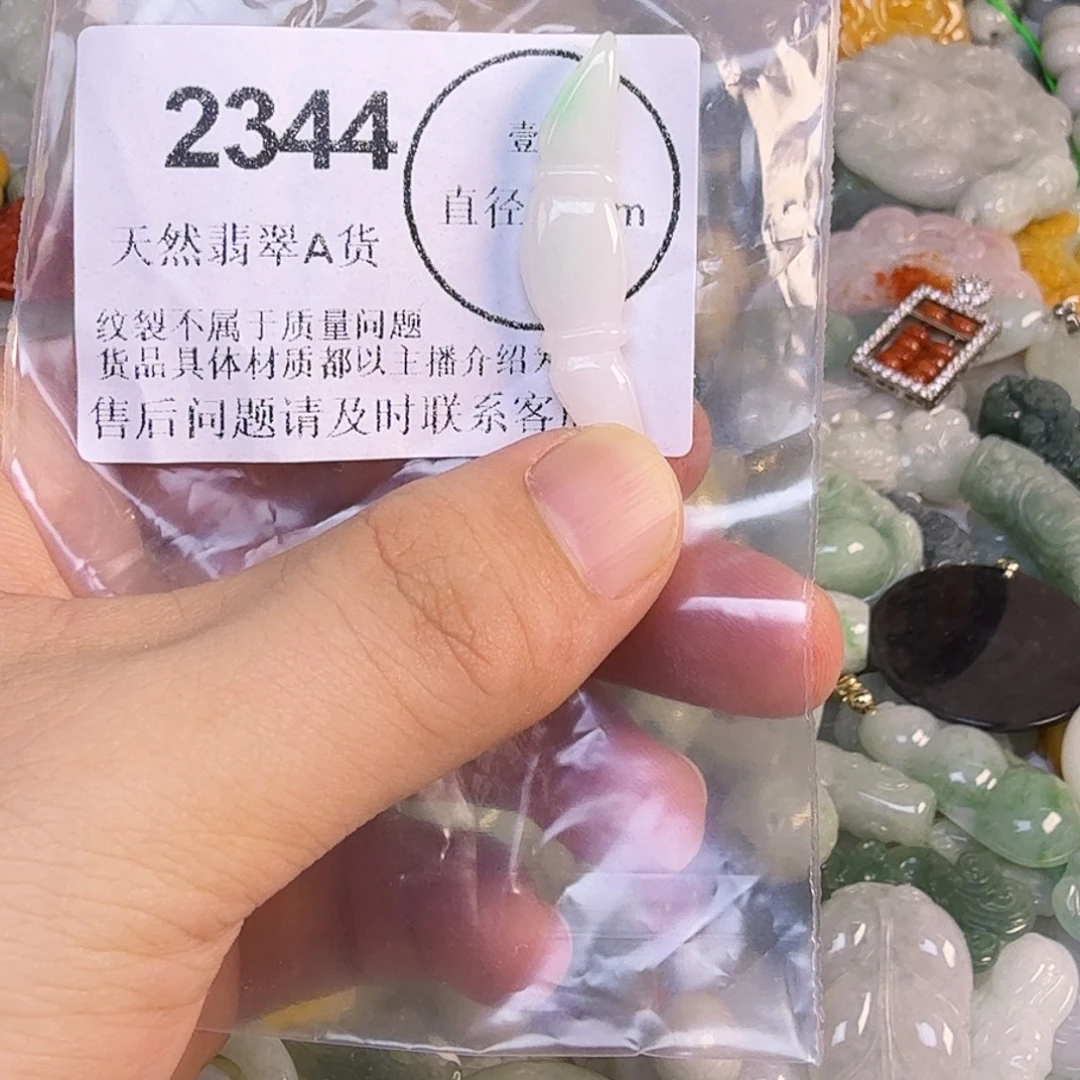 2344
壹
直径 m
天然翡翠A货
纹裂不属于质量问题
货品具体材质都以主播介绍为
售后问题请及时联系客